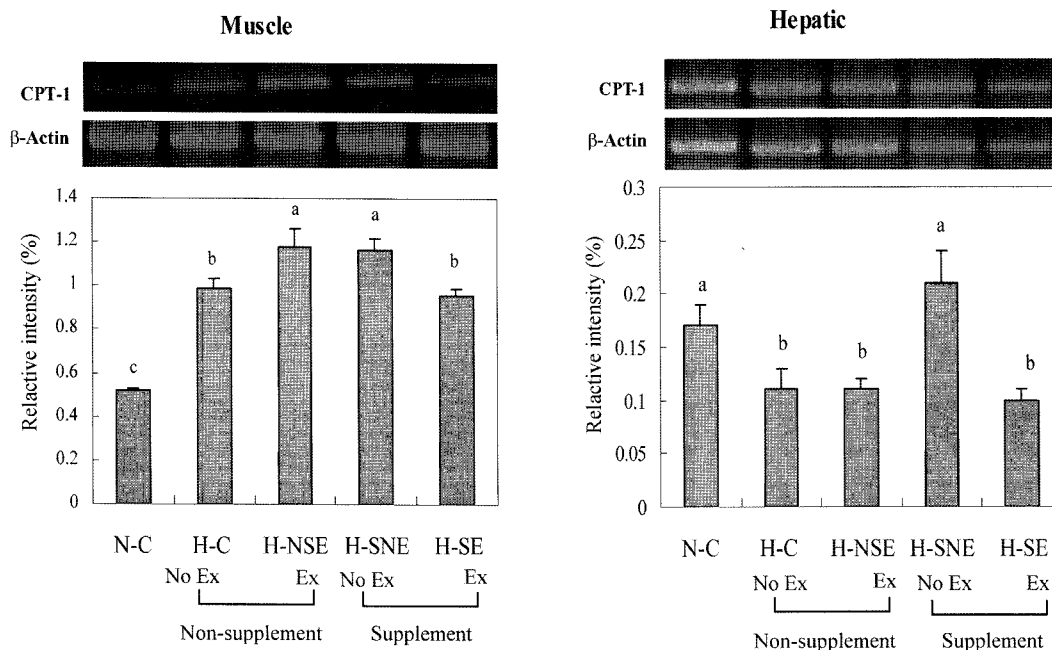 Muscle
CPT-1
β-Actin
Relactive intensity (%)
1.4
1.2
1
0.8
0.6
0.4
0.2
0
c
b
a
a
b
N-C H-C H-NSE H-SNE H-SE
No Ex Ex No Ex Ex
Non-supplement Supplement
Hepatic
CPT-1
β-Actin
Relactive intensity (%)
0.3
0.25
0.2
0.15
0.1
0.05
0
a
b
b
a
b
N-C H-C H-NSE H-SNE H-SE
No Ex Ex No Ex Ex
Non-supplement Supplement